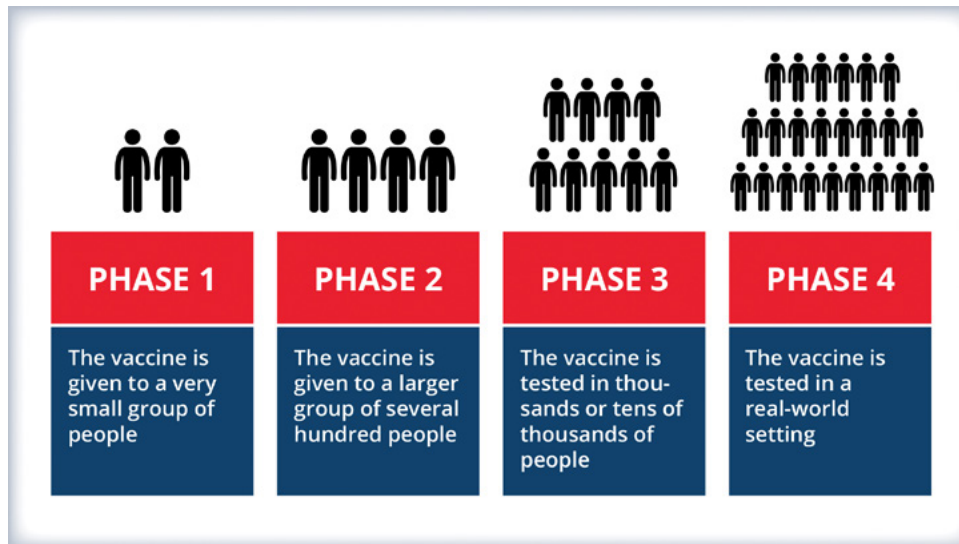 PHASE 1
The vaccine is
given to a very
small group of
people
PHASE 2
The vaccine is
given to a larger
group of several
hundred people
PHASE 3
The vaccine is
tested in thou-
sands or tens of
thousands of
people
PHASE 4
The vaccine is
tested in a
real-world
setting